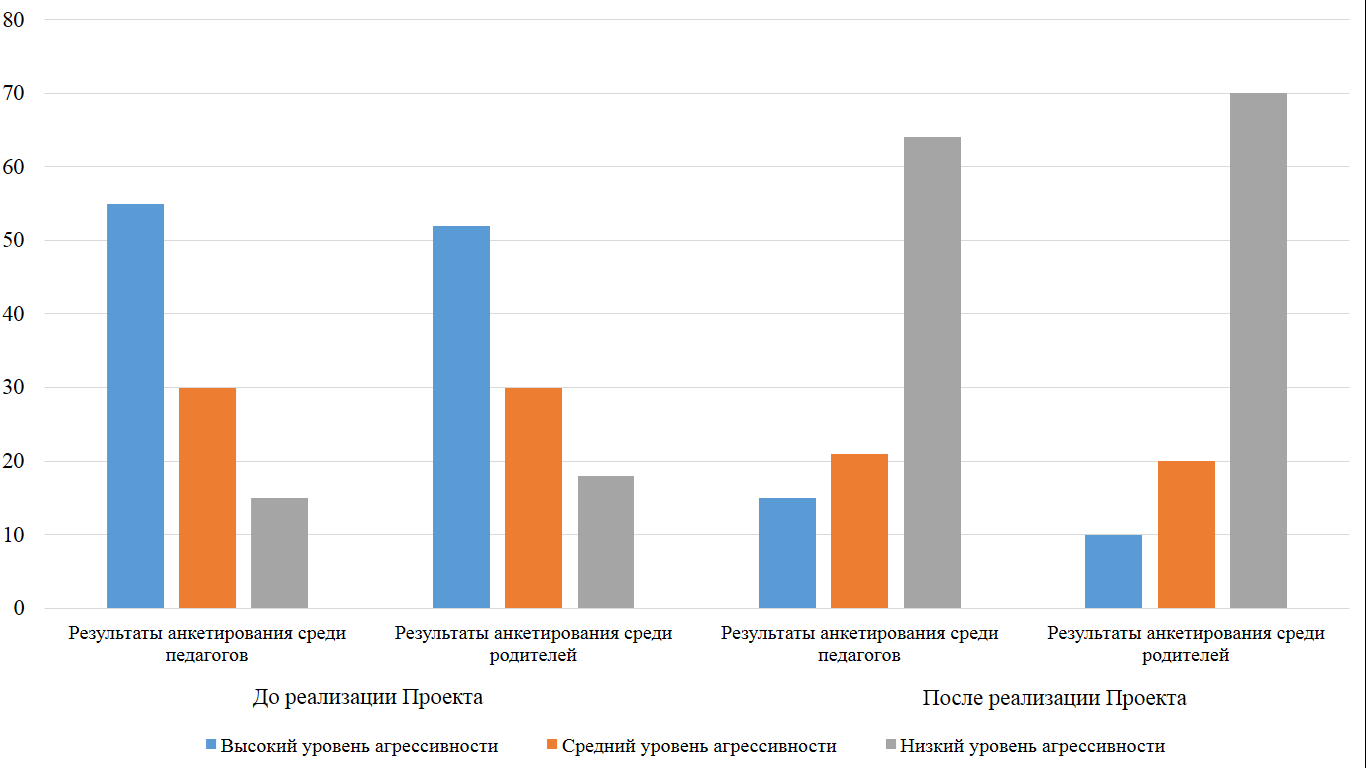 80
70
60
50
40
30
20
10
0
Результаты анкетирования среди
педагогов
Результаты анкетирования среди
родителей
Результаты анкетирования среди
педагогов
Результаты анкетирования среди
родителей
До реализации Проекта
После реализации Проекта
Высокий уровень агрессивности
Средний уровень агрессивности
Низкий уровень агрессивности